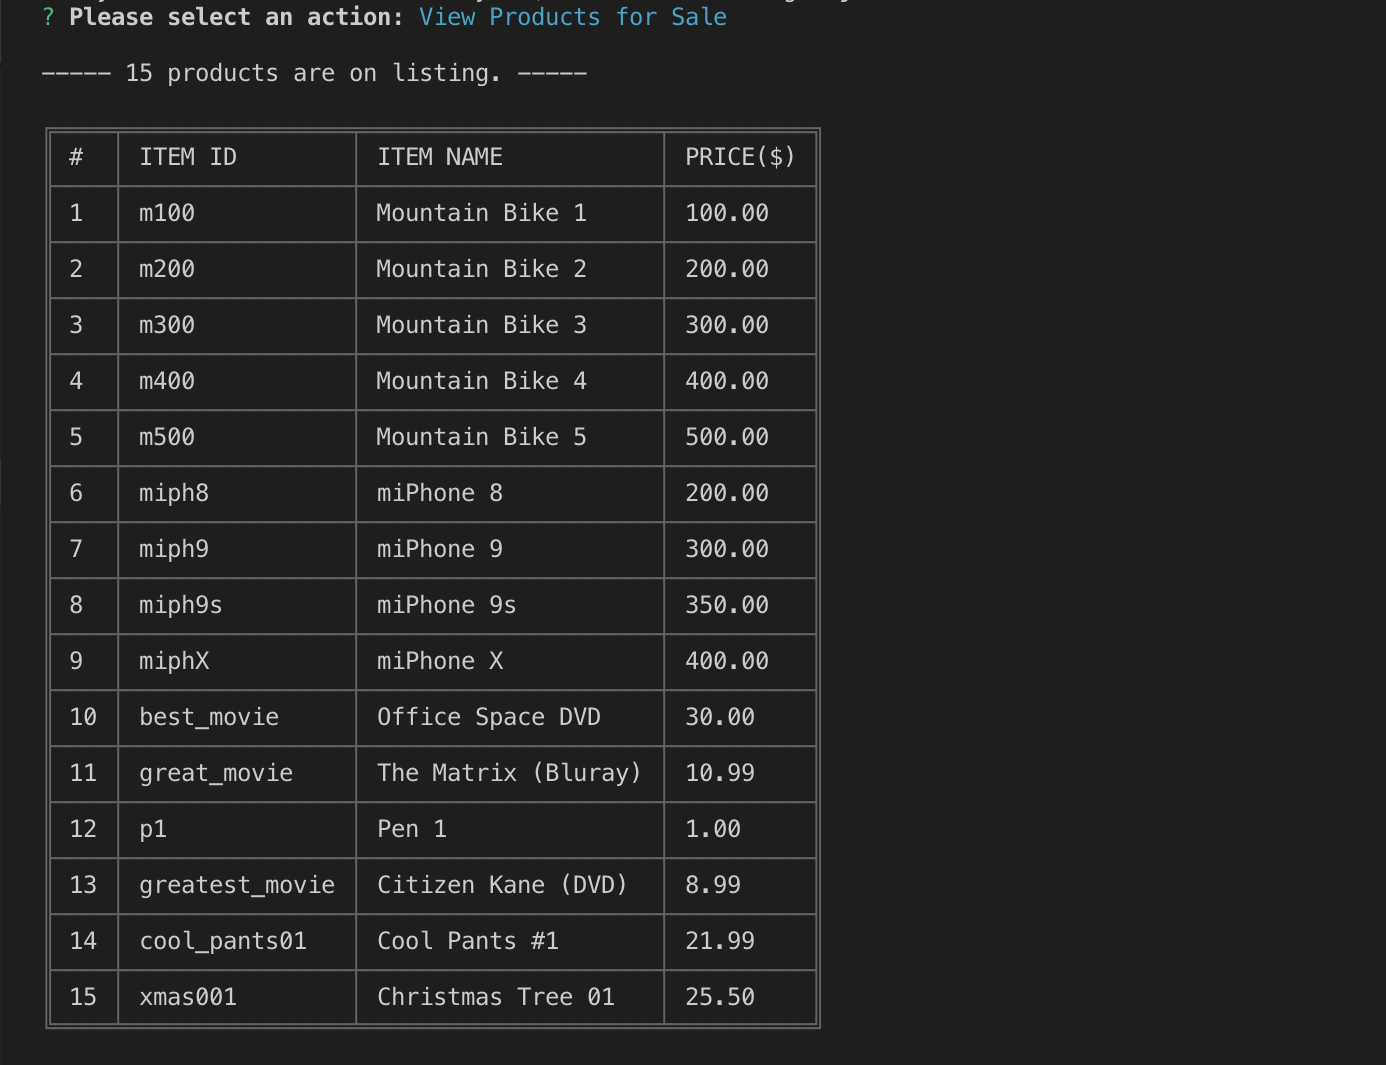 ? Please select an action: View Products for Sale
----- 15 products are on listing. -----
# ITEM ID ITEM NAME PRICE($)
1 m100 Mountain Bike 1 100.00
2 m200 Mountain Bike 2 200.00
3 m300 Mountain Bike 3 300.00
4 m400 Mountain Bike 4 400.00
5 m500 Mountain Bike 5 500.00
6 miph8 miPhone 8 200.00
7 miph9 miPhone 9 300.00
8 miph9s miPhone 9s 350.00
9 miphX miPhone X 400.00
10 best_movie Office Space DVD 30.00
11 great_movie The Matrix (Bluray) 10.99
12 p1 Pen 1 1.00
13 greatest_movie Citizen Kane (DVD) 8.99
14 cool_pants01 Cool Pants #1 21.99
15 xmas001 Christmas Tree 01 25.50